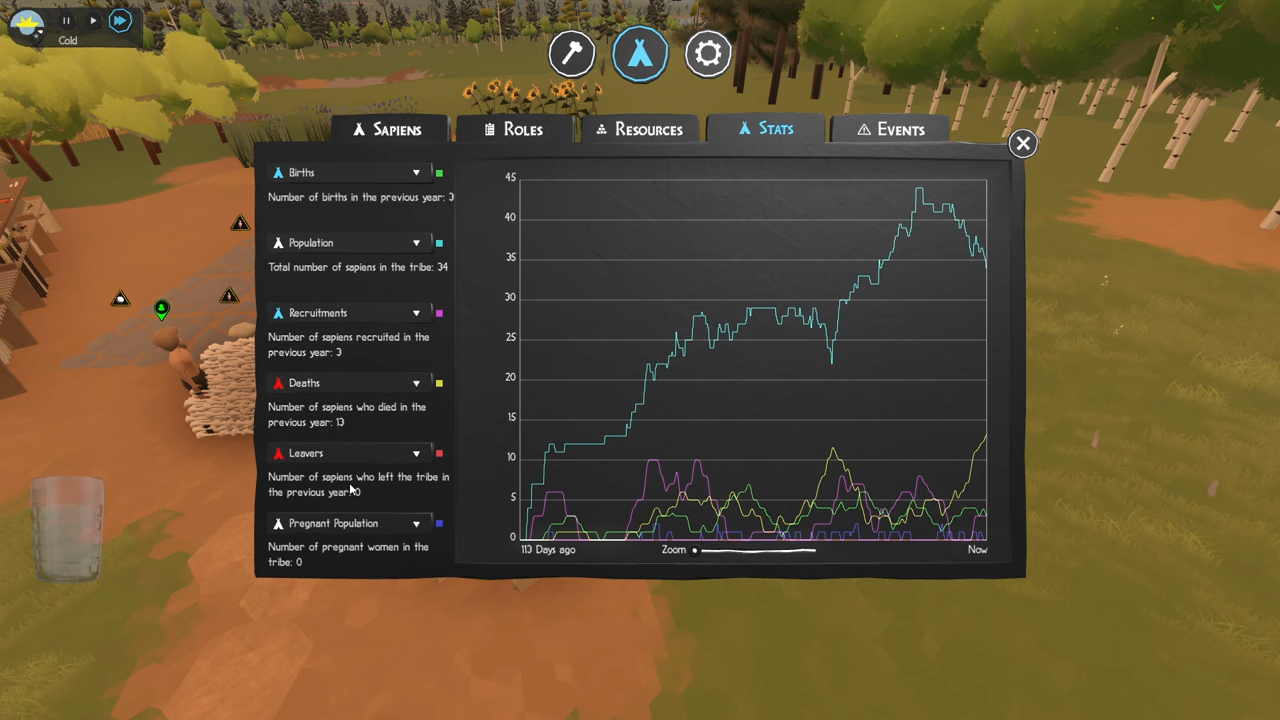 Cold
Sapiens
Roles
Resources
Stats
Events
Births
Number of births in the previous year: 3
Population
Total number of sapiens in the tribe: 34
Recruitments
Number of sapiens recruited in the
previous year: 3
Deaths
Number of sapiens who died in the
previous year: 13
Leavers
Number of sapiens who left the tribe in
the previous year: 0
Pregnant Population
Number of pregnant women in the
tribe: 0
45
40
35
30
25
20
15
10
5
0
113 Days ago
Zoom
Now